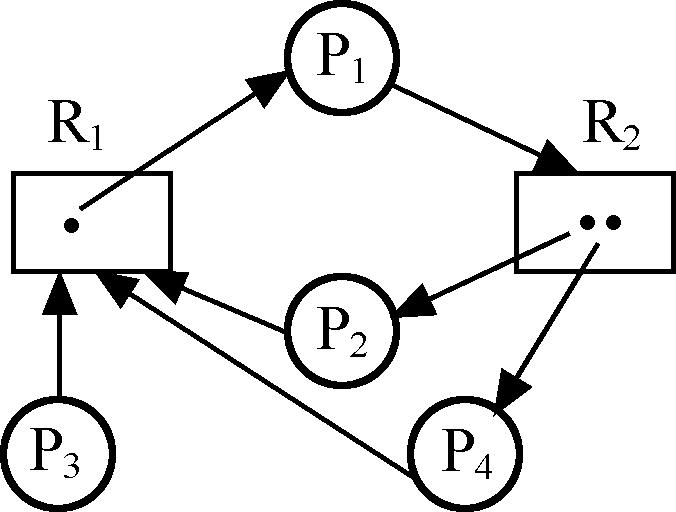 P₁
R₁
R₂
P₂
P₃
P₄